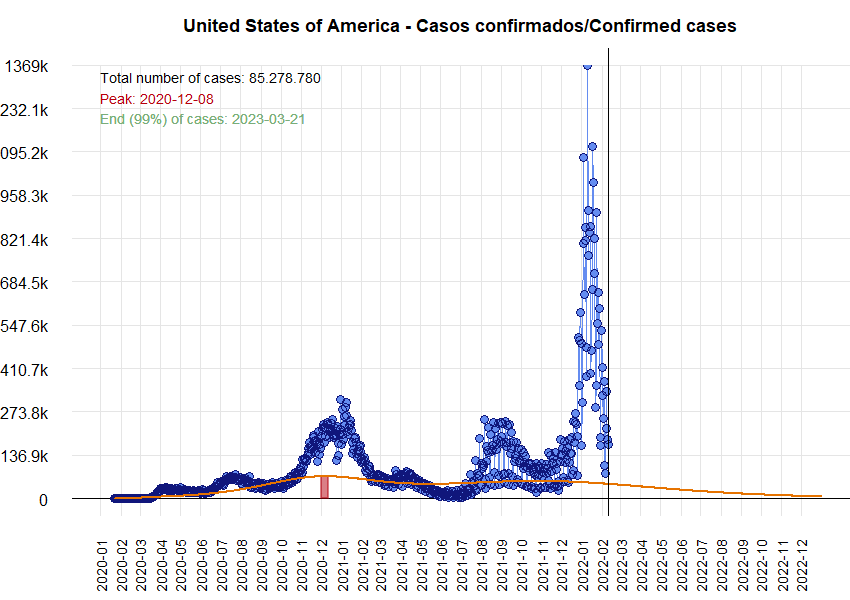 United States of America - Casos confirmados/Confirmed cases
1369k
Total number of cases: 85.278.780
Peak: 2020-12-08
232.1k
End (99%) of cases: 2023-03-21
095.2k
958.3k
821.4k
684.5k
547.6k
410.7k
273.8k
136.9k
0
2020-01
2020-02
2020-03
2020-04
2020-05
2020-06
2020-07
2020-08
2020-09
2020-10
2020-11
2020-12
2021-01
2021-02
2021-03
2021-04
2021-05
2021-06
2021-07
2021-08
2021-09
2021-10
2021-11
2021-12
2022-01
2022-02
2022-03
2022-04
2022-05
2022-06
2022-07
2022-08
2022-09
2022-10
2022-11
2022-12